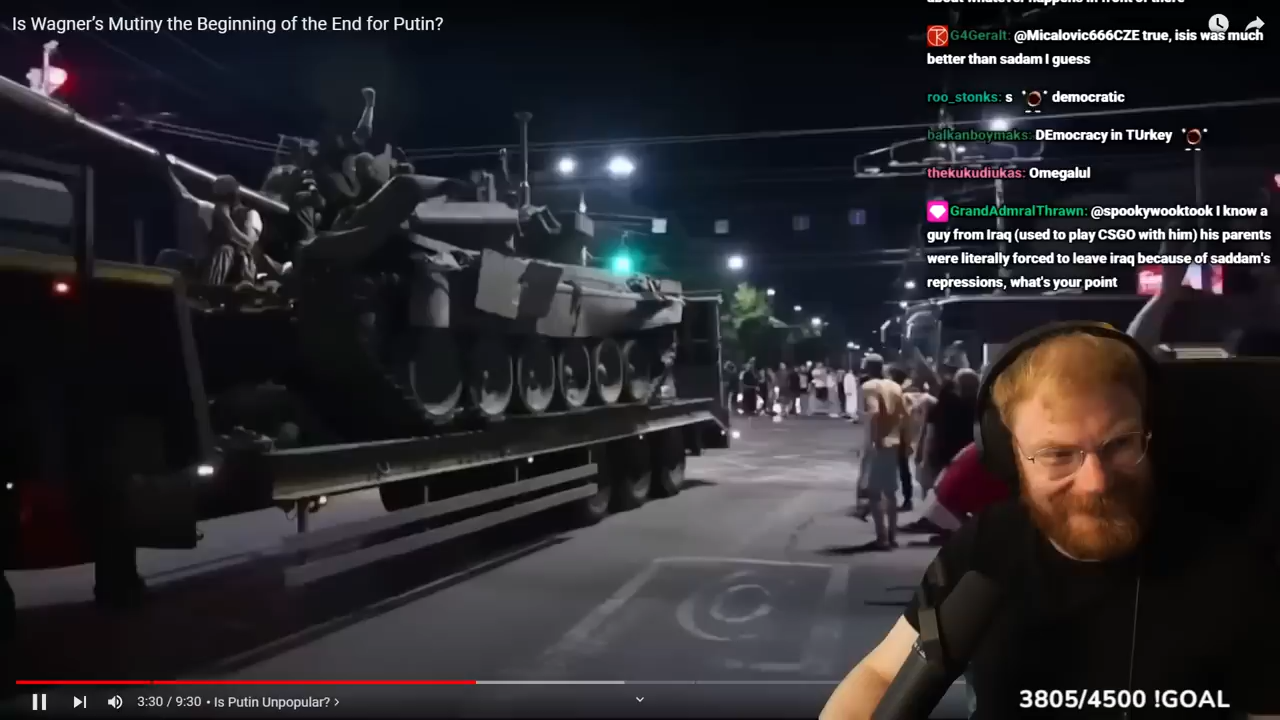 Is Wagner's Mutiny the Beginning of the End for Putin?
G4Geralt: @Micalovic666CZE true, isis was much
better than sadam I guess
roo_stonks: s democratic
balkanboymaks: DEmocracy in TUrkey
thekukudiukas: Omegalul
GrandAdmralThrawn: @spookywooktook I know a
guy from Iraq (used to play CSGO with him) his parents
were literally forced to leave iraq because of saddam's
repressions, what's your point
3:30 / 9:30 • Is Putin Unpopular? >
3805/4500 !GOAL